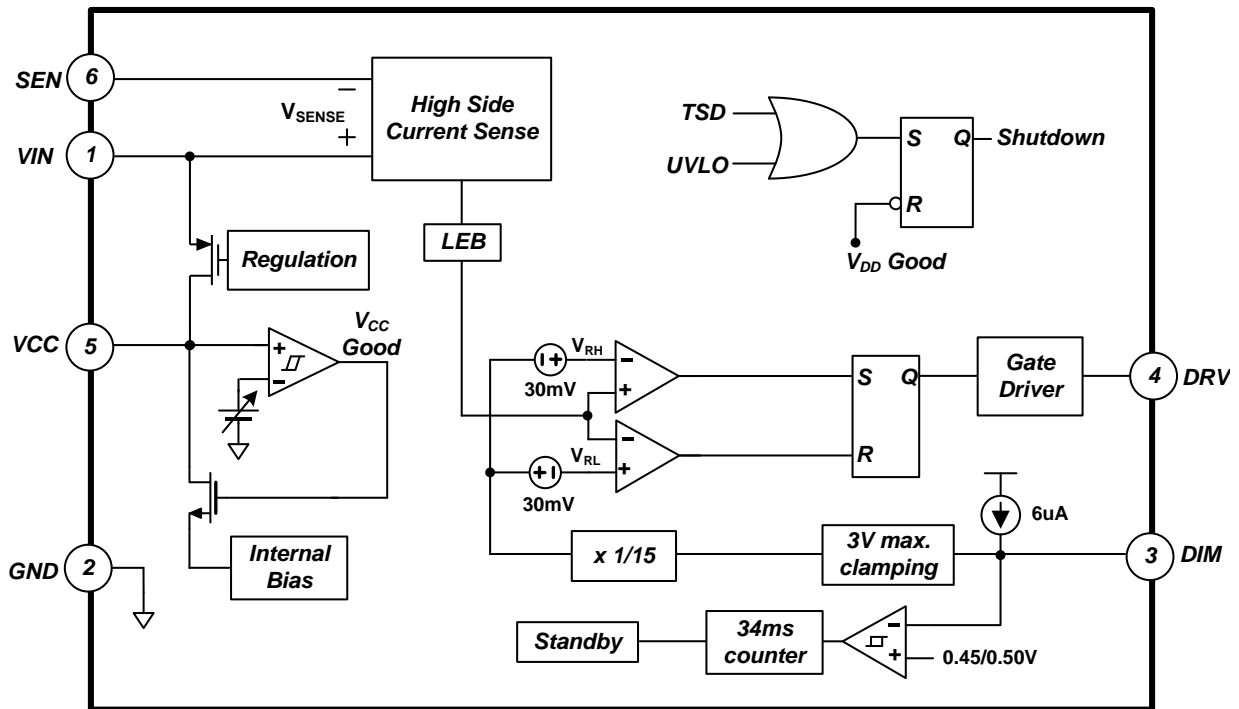 SEN
6
V_SENSE
−
+
High Side
Current Sense
VIN
1
TSD
UVLO
S
Q
Shutdown
R
V_DD Good
LEB
Regulation
VCC
5
V_CC
Good
+
−
V_RH
30mV
−
+
S
Q
R
Gate
Driver
4
DRV
V_RL
30mV
−
+
6uA
Internal
Bias
GND
2
x 1/15
3V max.
clamping
3
DIM
Standby
34ms
counter
−
+
0.45/0.50V